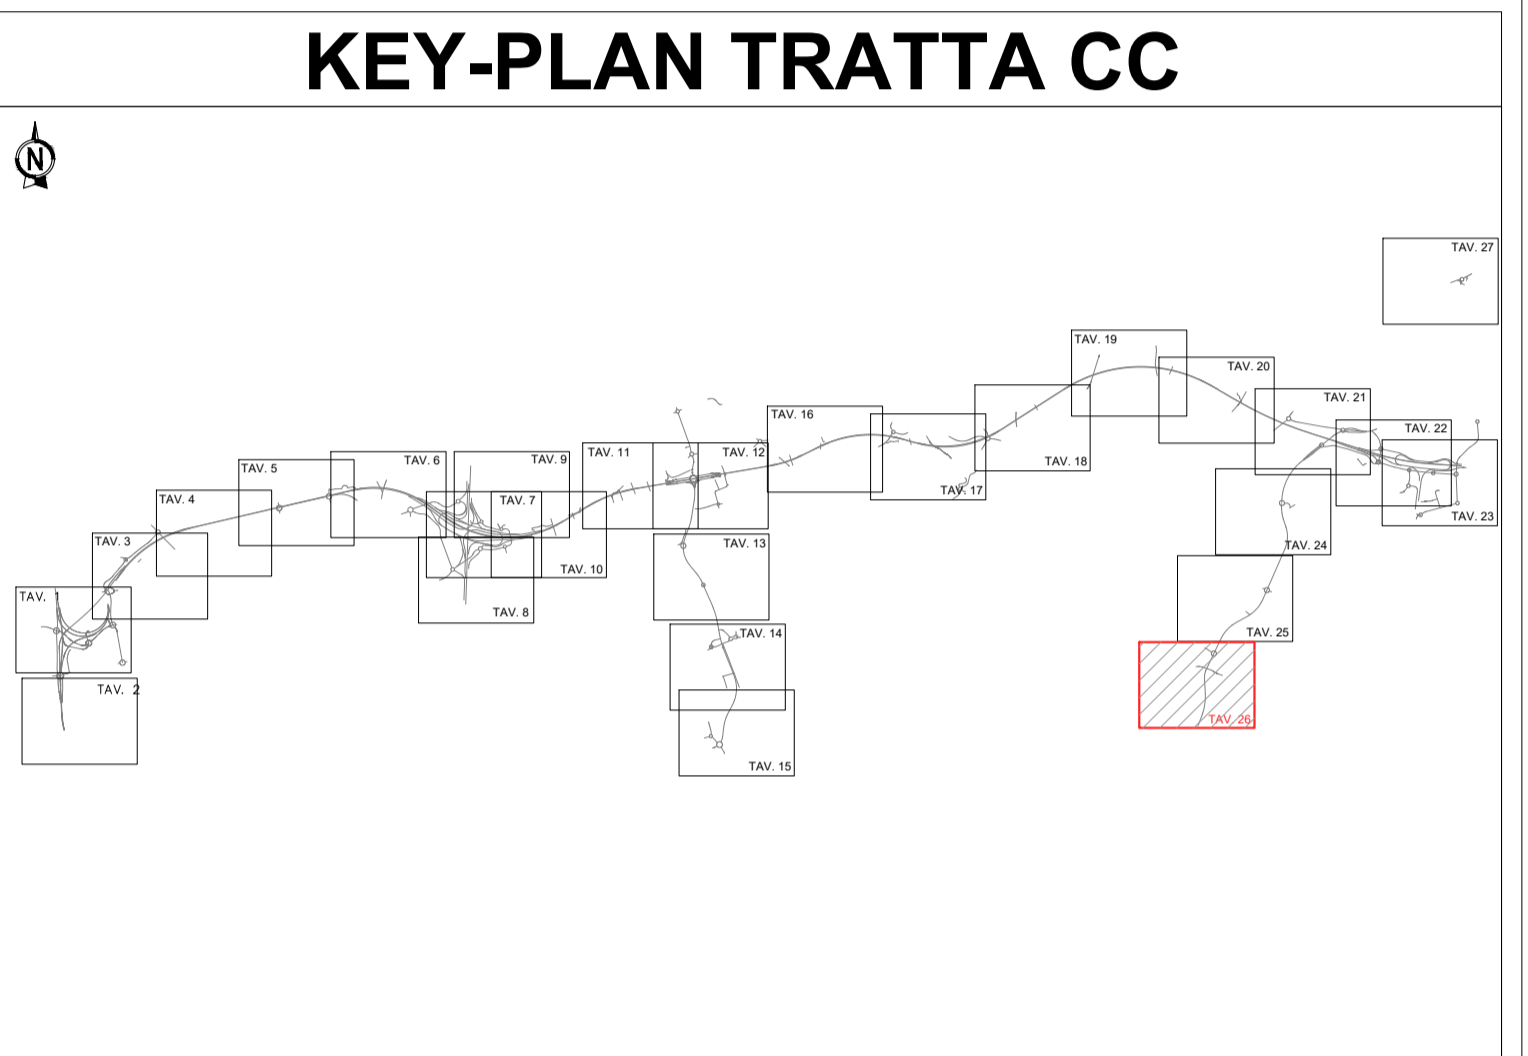 KEY-PLAN TRATTA CC
N
TAV. 27
TAV. 19
TAV. 20
TAV. 21
TAV. 16
TAV. 22
TAV. 11
TAV. 12
TAV. 6
TAV. 9
TAV. 18
TAV. 5
TAV. 17
TAV. 4
TAV. 7
TAV. 23
TAV. 3
TAV. 13
TAV. 24
TAV. 10
TAV. 1
TAV. 8
TAV. 14
TAV. 25
TAV. 2
TAV. 26
TAV. 15